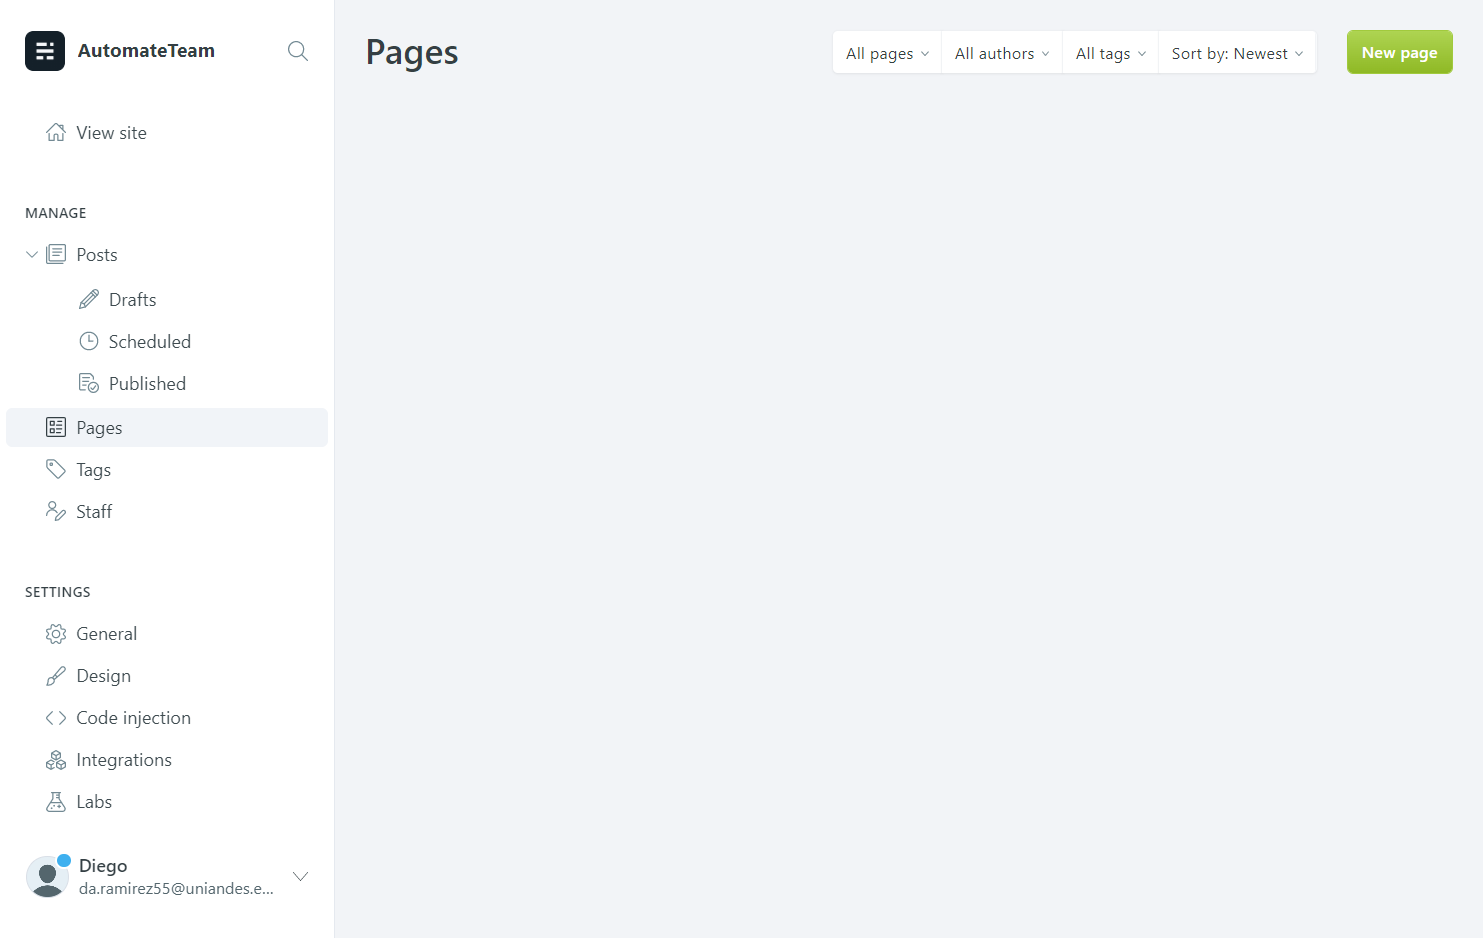 AutomateTeam
View site
MANAGE
Posts
Drafts
Scheduled
Published
Pages
Tags
Staff
SETTINGS
General
Design
Code injection
Integrations
Labs
Diego
da.ramirez55@uniandes.e...
Pages
All pages
All authors
All tags
Sort by: Newest
New page